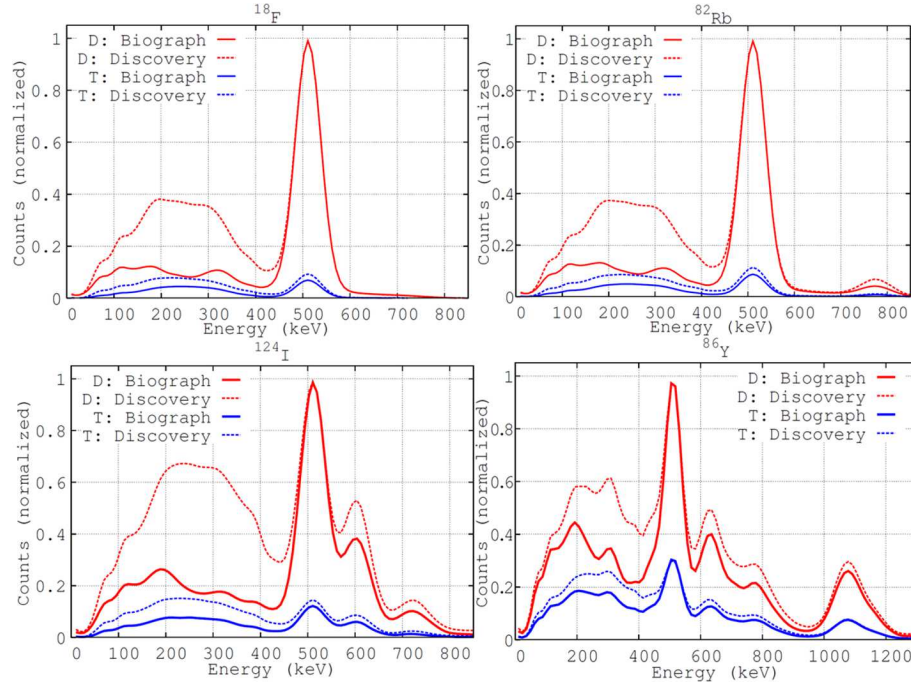 ¹⁸F
D: Biograph
D: Discovery
T: Biograph
T: Discovery
Counts (normalized)
1
0.8
0.6
0.4
0.2
0
0 100 200 300 400 500 600 700 800
Energy (keV)
⁸²Rb
D: Biograph
D: Discovery
T: Biograph
T: Discovery
Counts (normalized)
1
0.8
0.6
0.4
0.2
0
0 100 200 300 400 500 600 700 800
Energy (keV)
¹²⁴I
D: Biograph
D: Discovery
T: Biograph
T: Discovery
Counts (normalized)
1
0.8
0.6
0.4
0.2
0
0 100 200 300 400 500 600 700 800
Energy (keV)
⁸⁶Y
D: Biograph
D: Discovery
T: Biograph
T: Discovery
Counts (normalized)
1
0.8
0.6
0.4
0.2
0
0 200 400 600 800 1000 1200
Energy (keV)